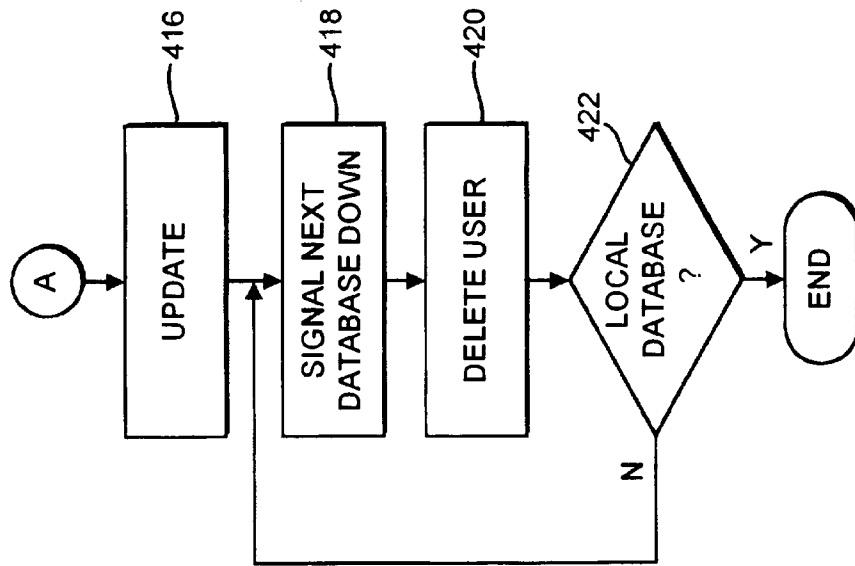 A
UPDATE
416
SIGNAL NEXT
DATABASE DOWN
418
DELETE USER
420
422
LOCAL
DATABASE
?
N
Y
END